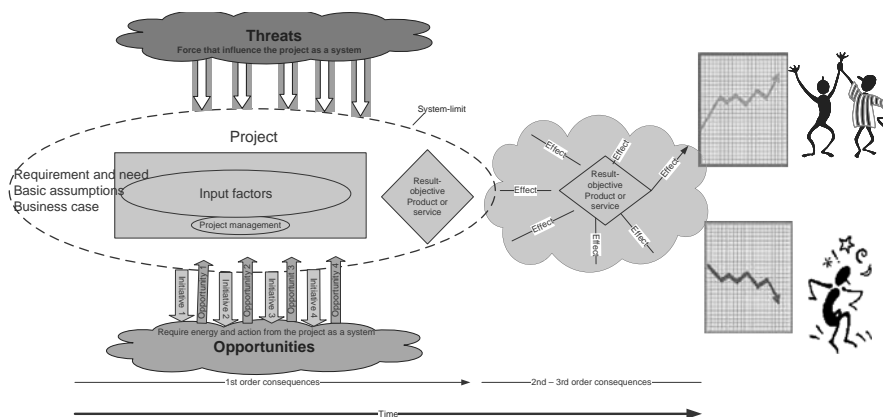 Threats
Force that influence the project as a system
System-limit
Project
Requirement and need
Basic assumptions
Business case
Input factors
Project management
Result-
objective
Product or
service
Initiative 1
Opportunity 1
Initiative 2
Opportunity 2
Initiative 3
Opportunity 3
Initiative 4
Opportunity 4
Require energy and action from the project as a system
Opportunities
Effect
Effect
Effect
Effect
Effect
Effect
Effect
Result-
objective
Product or
service
1st order consequences
2nd – 3rd order consequences
Time